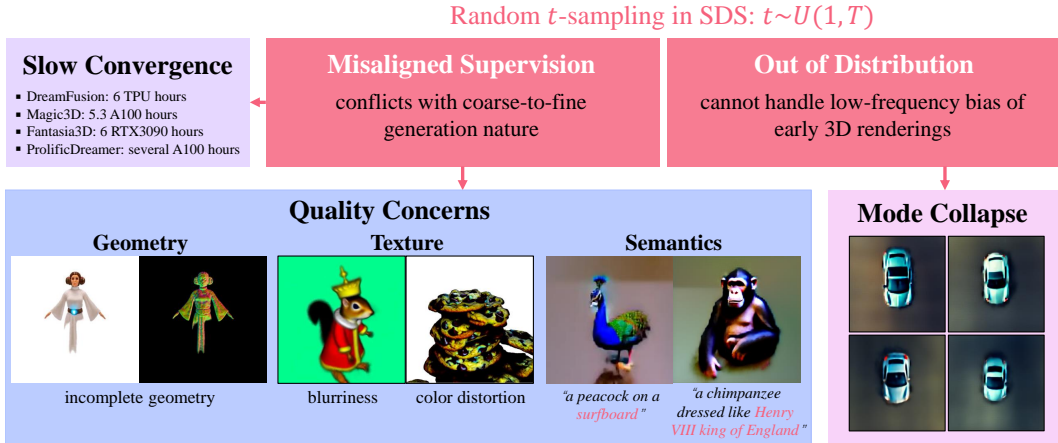 Random t-sampling in SDS: t~U(1,T)
Slow Convergence
▪ DreamFusion: 6 TPU hours
▪ Magic3D: 5.3 A100 hours
▪ Fantasia3D: 6 RTX3090 hours
▪ ProlificDreamer: several A100 hours
Misaligned Supervision
conflicts with coarse-to-fine
generation nature
Out of Distribution
cannot handle low-frequency bias of
early 3D renderings
Quality Concerns
Geometry
incomplete geometry
Texture
blurriness
color distortion
Semantics
"a peacock on a
surfboard"
"a chimpanzee
dressed like Henry
VIII king of England"
Mode Collapse